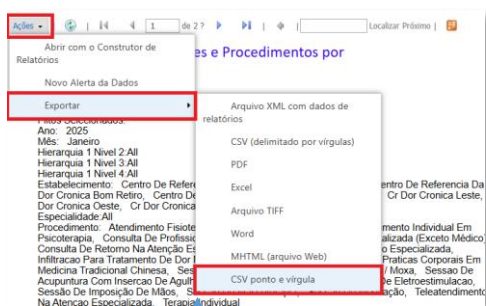 Ações
1 de 2 ? Localizar Próximo
Abrir com o Construtor de
Relatórios
es e Procedimentos por
Novo Alerta da Dados
Exportar
Arquivo XML com dados de
relatórios
CSV (delimitado por vírgulas)
PDF
Excel
Arquivo TIFF
Word
MHTML (arquivo Web)
CSV ponto e vírgula
Selecionados:
Ano: 2025
Mês: Janeiro
Hierarquia 1 Nivel 2:All
Hierarquia 1 Nivel 3:All
Hierarquia 1 Nivel 4:All
Estabelecimento: Centro De Refere entro De Referencia Da
Dor Cronica Bom Retiro, Centro De Cr Dor Cronica Leste,
Dor Cronica Oeste, Cr Dor Cronica
Especialidade:All
Procedimento: Atendimento Fisiote mento Individual Em
Psicoterapia, Consulta De Profissio alizada (Exceto Médico)
Consulta De Retorno Na Atenção Es o Especializada,
Infiltracao Para Tratamento De Dor Praticas Corporais Em
Medicina Tradicional Chinesa, Ses / Moxa, Sessao De
Acupuntura Com Insercao De Agulh De Eletroestimulacao,
Sessão De Imposição De Mãos, S ação, Teleatendimento
Na Atencao Especializada, Terapia Individual